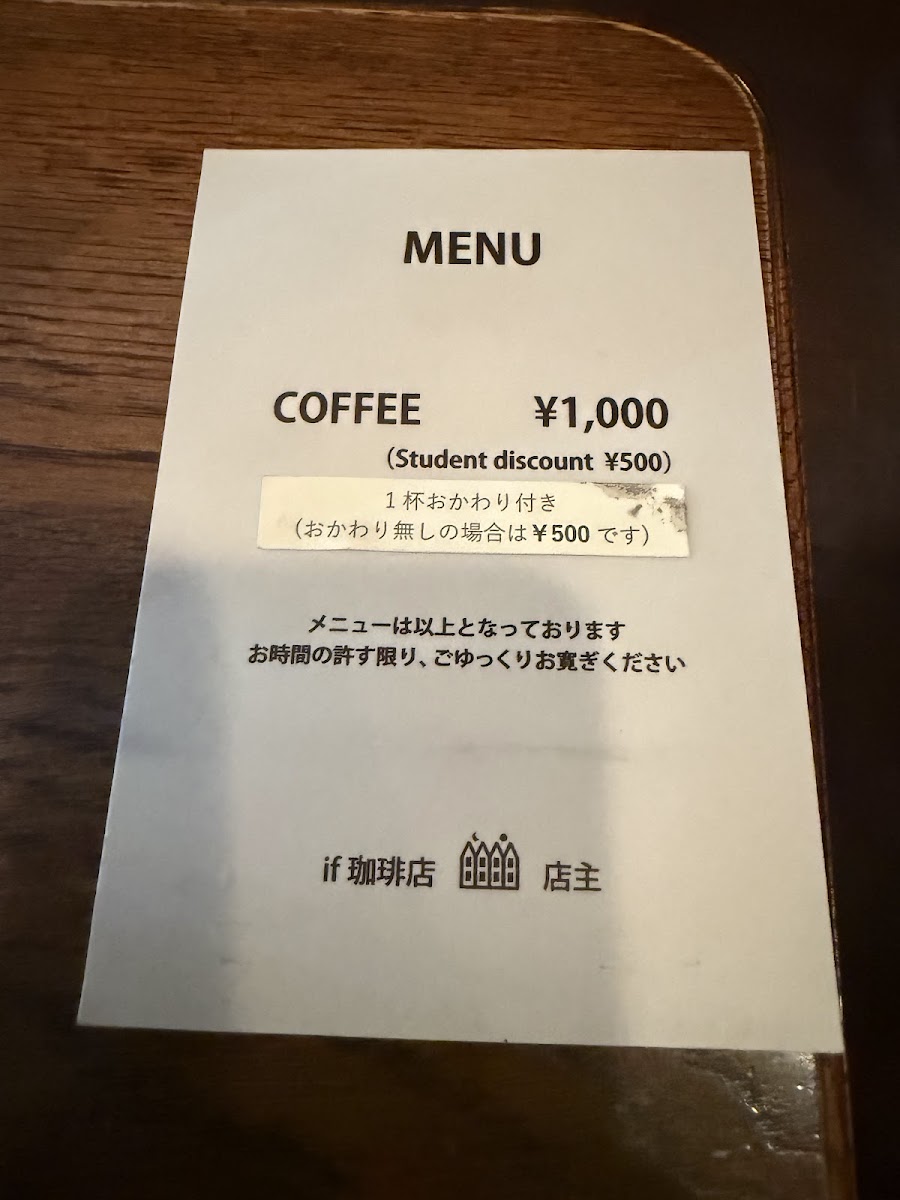 MENU
COFFEE ¥1,000
(Student discount ¥500)
1杯おかわり付き
(おかわり無しの場合は¥500です)
メニューは以上となっております
お時間の許す限り、ごゆっくりお寛ぎください
if 珈琲店 店主